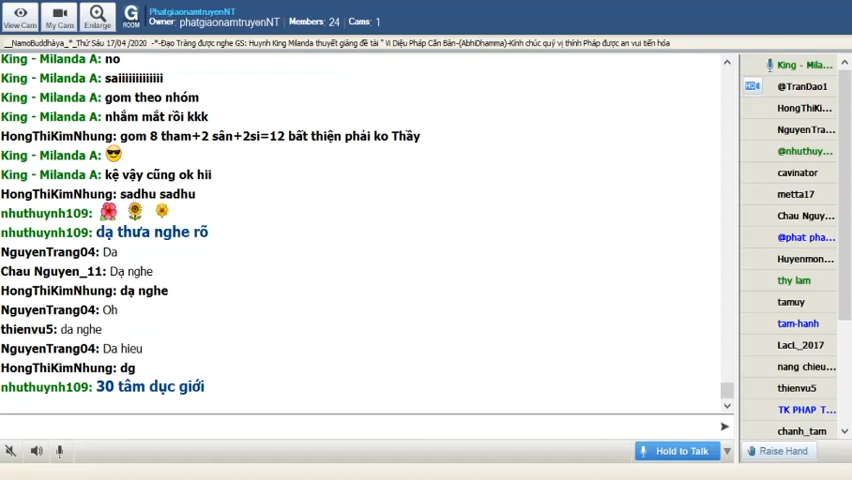 View Cam
My Cam
Enlarge
G
ROOM
PhatgiaonamtruyenNT
Owner: phatgiaonamtruyenNT Members: 24 Cams: 1
__NamoBuddhàya_*_Thứ Sáu 17/04 /2020 -*-Đạo Tràng được nghe GS: Huynh King Milanda thuyết giảng đề tài " Vi Diệu Pháp Căn Bản-(AbhiDhamma)-Kính chúc quý vị thính Pháp được an vui tiến hóa
King - Milanda A: no
King - Milanda A: saiiiiiiiiiiiii
King - Milanda A: gom theo nhóm
King - Milanda A: nhắm mắt rồi kkk
HongThiKimNhung: gom 8 tham+2 sân+2si=12 bất thiện phải ko Thầy
King - Milanda A:
King - Milanda A: kệ vậy cũng ok hii
HongThiKimNhung: sadhu sadhu
nhuthuynh109:
nhuthuynh109: dạ thưa nghe rõ
NguyenTrang04: Da
Chau Nguyen_11: Dạ nghe
HongThiKimNhung: dạ nghe
NguyenTrang04: Oh
thienvu5: da nghe
NguyenTrang04: Da hieu
HongThiKimNhung: dg
nhuthuynh109: 30 tâm dục giới
Hold to Talk
King - Mila...
HD
@TranDao1
HongThiKi...
NguyenTra...
@nhuthuy...
cavinator
metta17
Chau Nguy...
@phat pha...
Huyenmon...
thy lam
tamuy
tam-hanh
LacL_2017
nang chieu...
thienvu5
TK PHAP T...
chanh_tam
Raise Hand